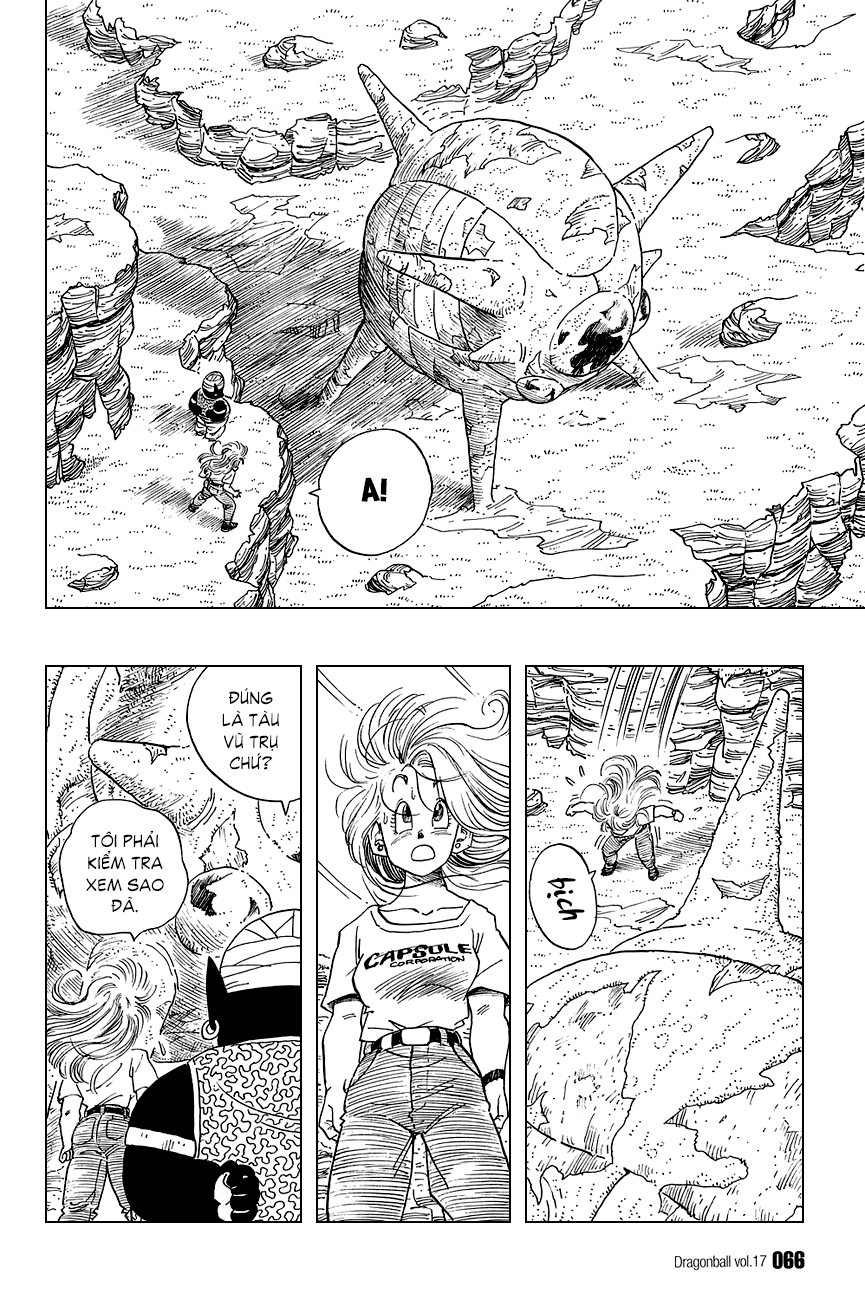 A!
bịch
CAPSULE
CORPORATION
ĐÚNG
LÀ TÀU
VŨ TRỤ
CHỨ?
TÔI PHẢI
KIỂM TRA
XEM SAO
ĐÃ.
Dragonball vol.17 066